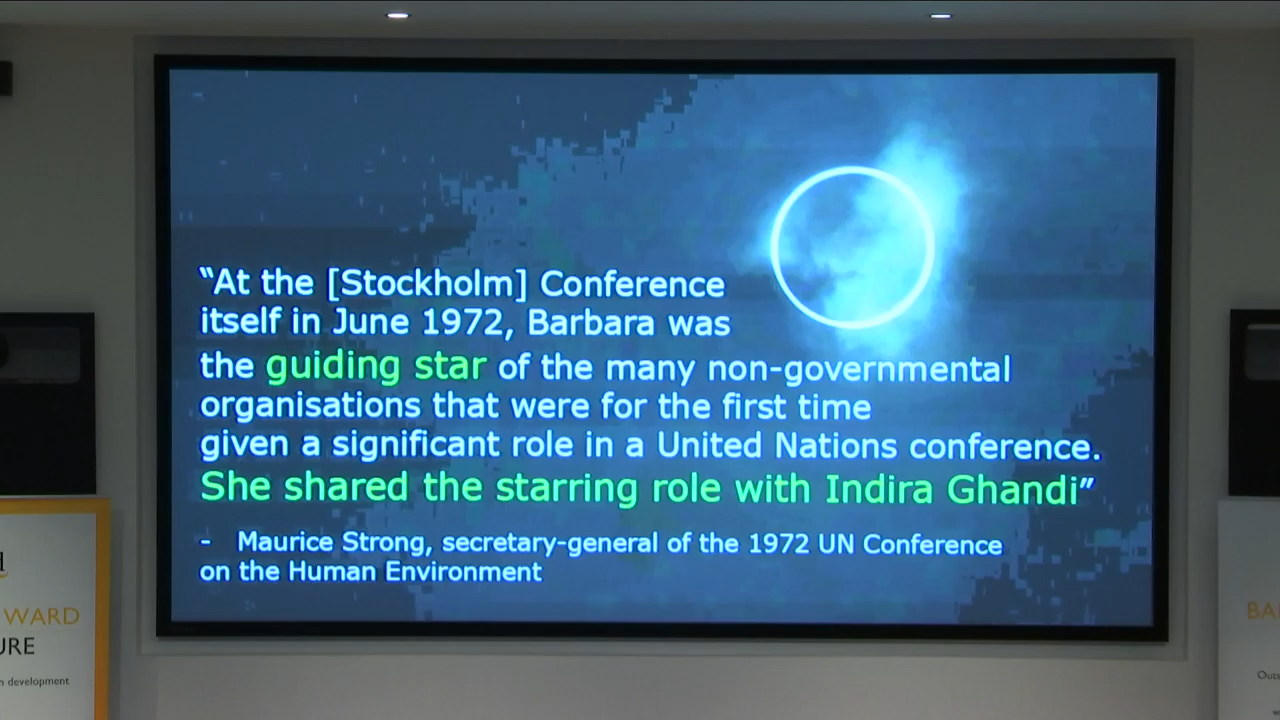 “At the [Stockholm] Conference
itself in June 1972, Barbara was
the guiding star of the many non-governmental
organisations that were for the first time
given a significant role in a United Nations conference.
She shared the starring role with Indira Ghandi”
- Maurice Strong, secretary-general of the 1972 UN Conference
on the Human Environment
WARD
URE
development
BA